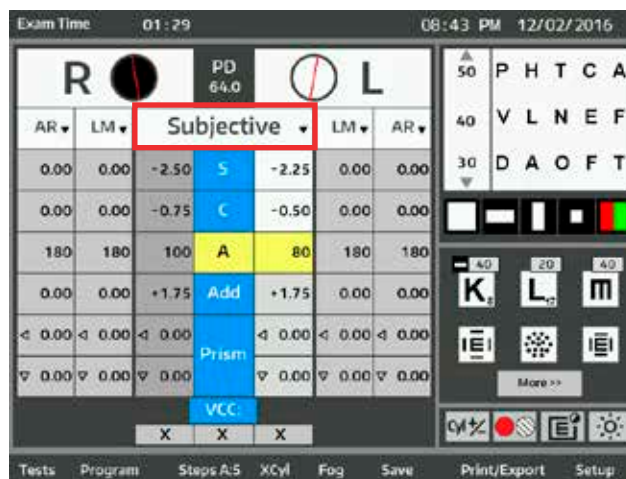 Exam Time 01:29 08:43 PM 12/02/2016
R PD 64.0 L
AR LM Subjective LM AR
0.00 0.00 -2.50 S -2.25 0.00 0.00
0.00 0.00 -0.75 C -0.50 0.00 0.00
180 180 100 A 80 180 180
0.00 0.00 +1.75 Add +1.75 0.00 0.00
0.00 0.00 0.00 Prism 0.00 0.00 0.00
0.00 0.00 0.00 0.00 0.00 0.00
VCC:
X X X
50 P H T C A
40 V L N E F
30 D A O F T
40 20 40
K L m
E E
More >>
Cyl +/- E
Tests Program Steps A:5 XCyl Fog Save Print/Export Setup